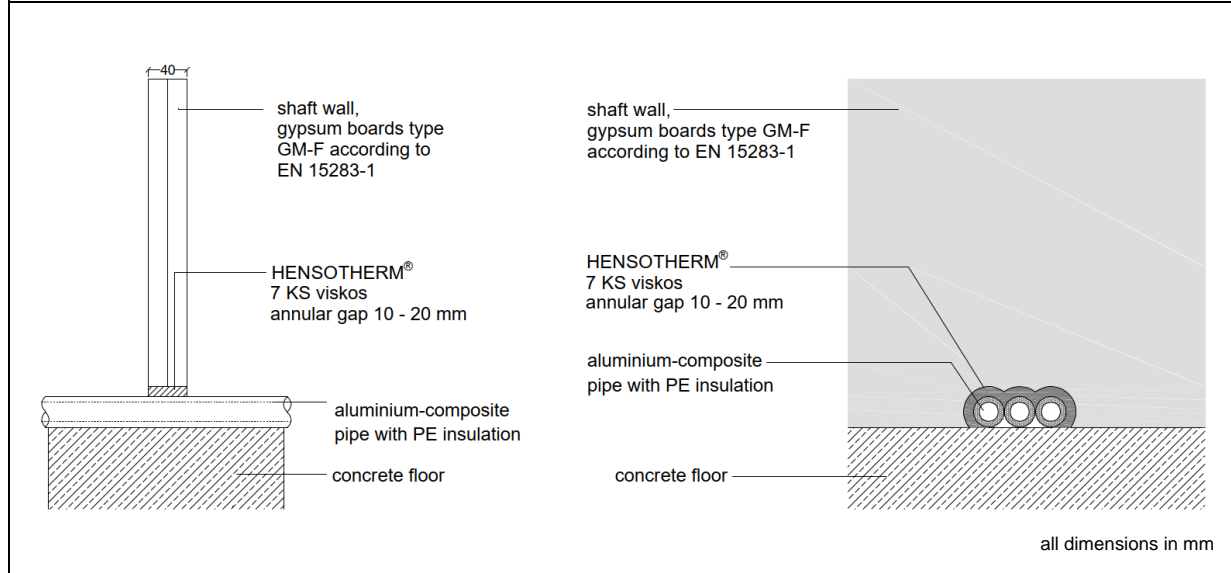 40
shaft wall,
gypsum boards type
GM-F according to
EN 15283-1
HENSOTHERM®
7 KS viskos
annular gap 10 - 20 mm
aluminium-composite
pipe with PE insulation
concrete floor
shaft wall,
gypsum boards type GM-F
according to EN 15283-1
HENSOTHERM®
7 KS viskos
annular gap 10 - 20 mm
aluminium-composite
pipe with PE insulation
concrete floor
all dimensions in mm